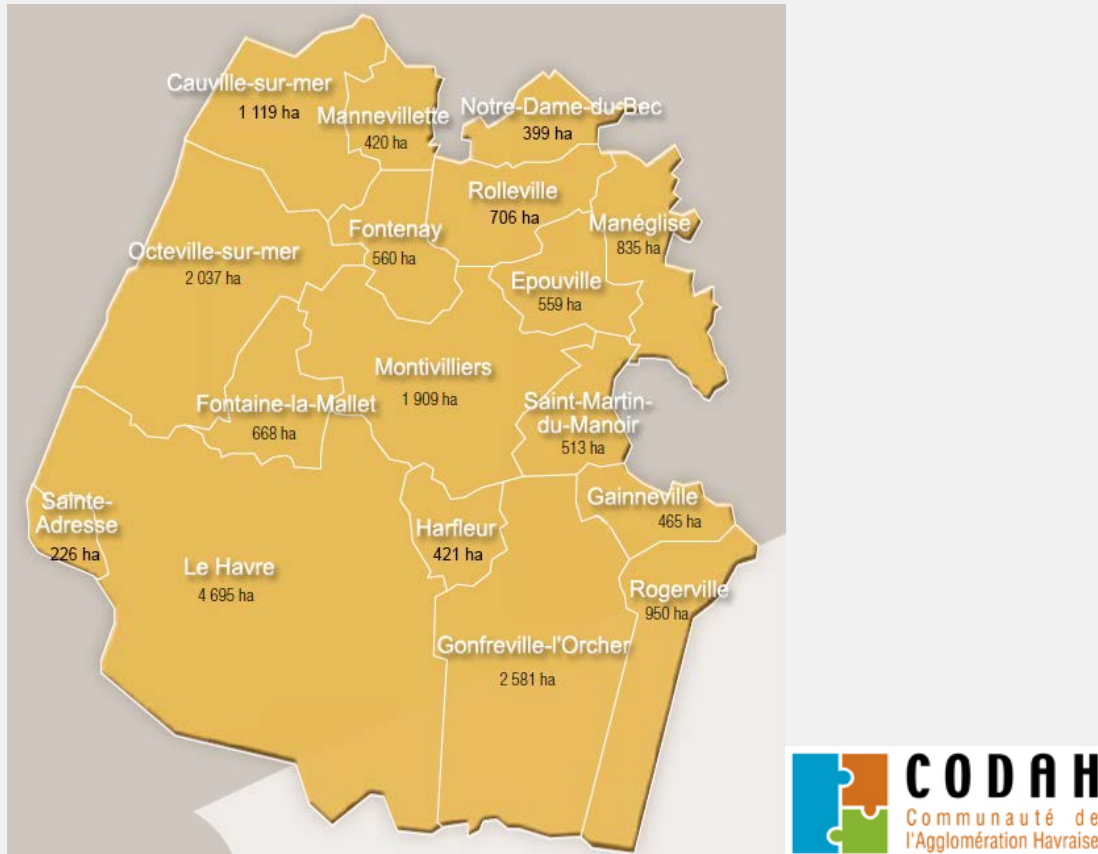 Cauville-sur-mer
1 119 ha
Mannevillette
420 ha
Notre-Dame-du-Bec
399 ha
Rolleville
706 ha
Manéglise
835 ha
Fontenay
560 ha
Octeville-sur-mer
2 037 ha
Epouville
559 ha
Montivilliers
1 909 ha
Fontaine-la-Mallet
668 ha
Saint-Martin-
du-Manoir
513 ha
Gainneville
465 ha
Sainte-
Adresse
226 ha
Harfleur
421 ha
Le Havre
4 695 ha
Rogerville
950 ha
Gonfreville-l'Orcher
2 581 ha
CODAH
Communauté de
l'Agglomération Havraise